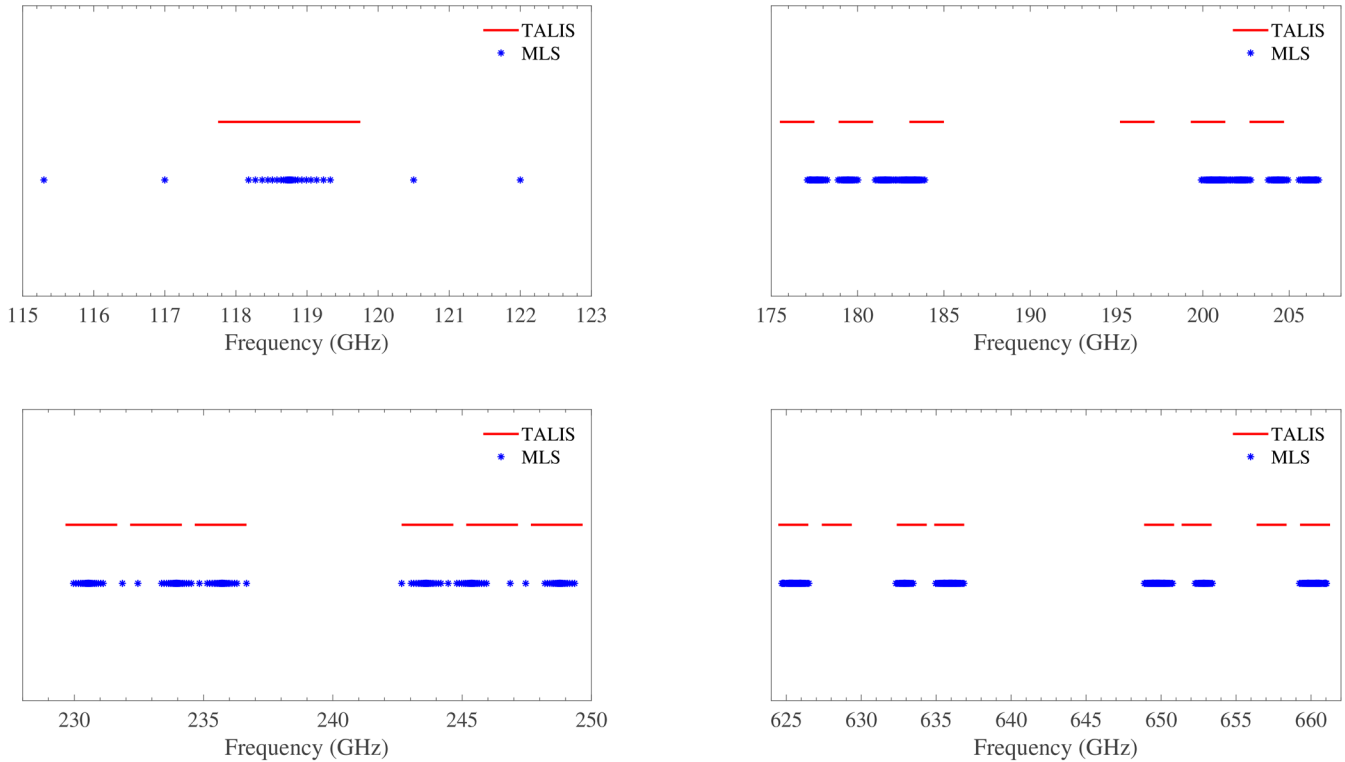 TALIS
MLS
115 116 117 118 119 120 121 122 123
Frequency (GHz)
TALIS
MLS
175 180 185 190 195 200 205
Frequency (GHz)
TALIS
MLS
230 235 240 245 250
Frequency (GHz)
TALIS
MLS
625 630 635 640 645 650 655 660
Frequency (GHz)